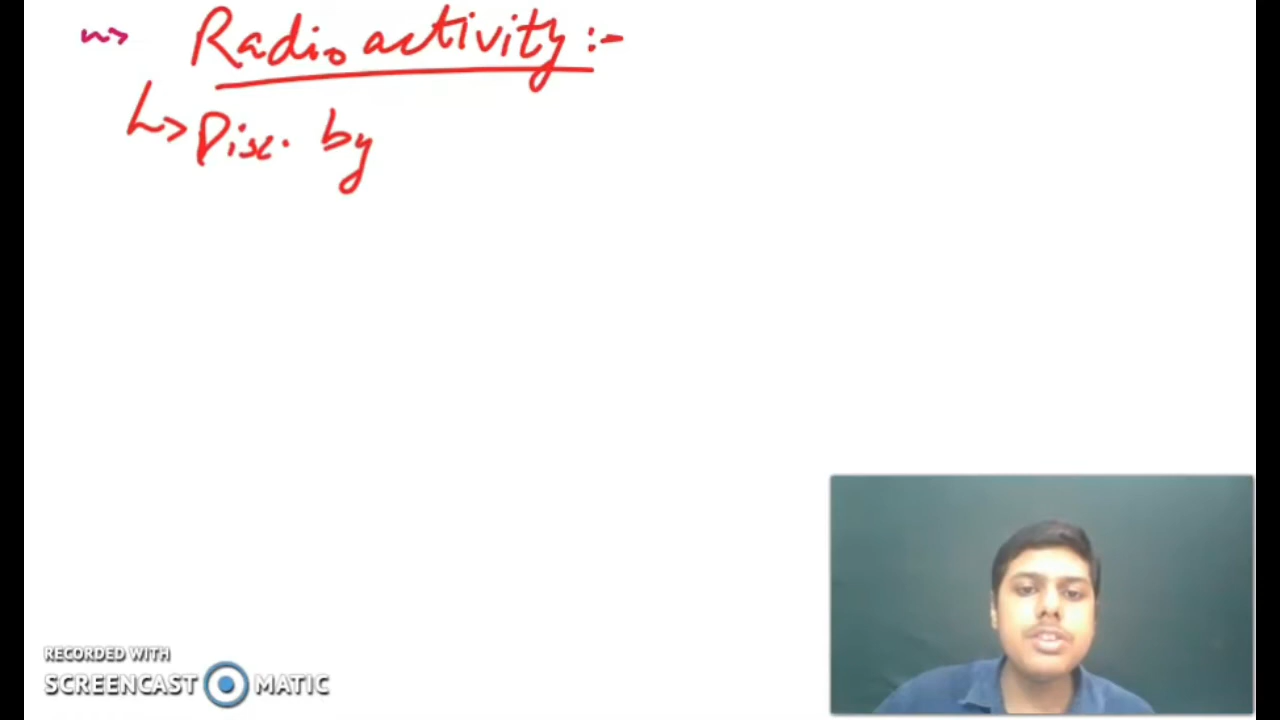 Radioactivity :-
↳> Disc. by
RECORDED WITH
SCREENCAST MATIC